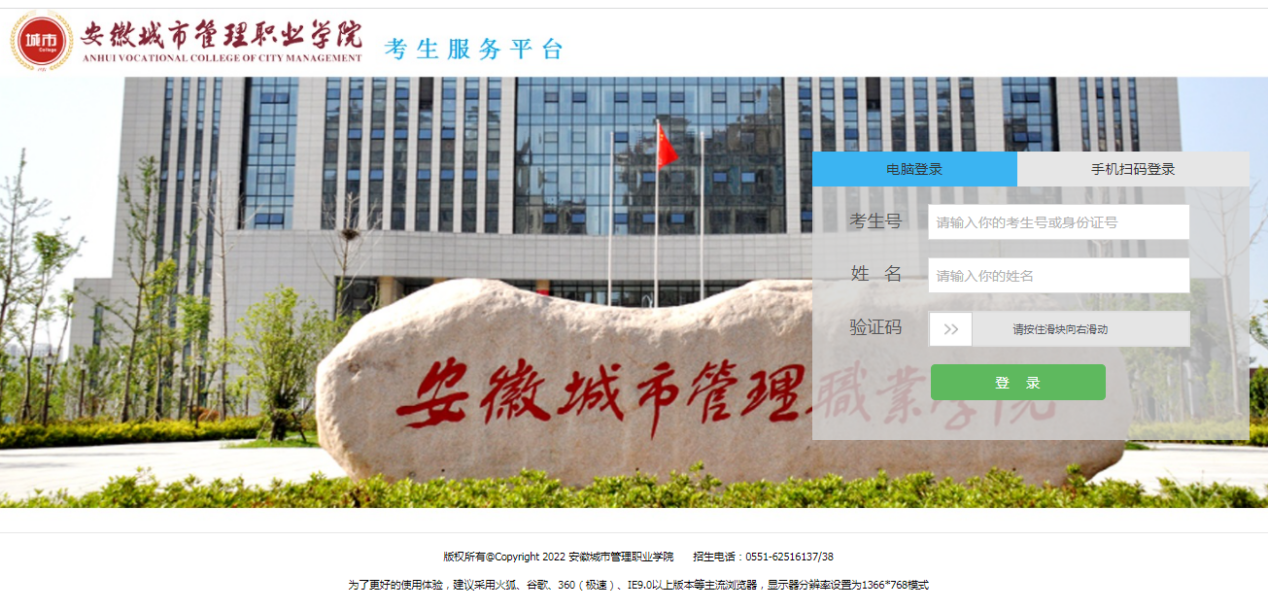 城市
College
安徽城市管理职业学院
ANHUI VOCATIONAL COLLEGE OF CITY MANAGEMENT
考生服务平台
电脑登录
手机扫码登录
考生号
请输入你的考生号或身份证号
姓 名
请输入你的姓名
验证码
>>
请按住滑块向右滑动
登 录
安徽城市管理職業学院
版权所有@Copyright 2022 安徽城市管理职业学院 招生电话：0551-62516137/38
为了更好的使用体验，建议采用火狐、谷歌、360（极速）、IE9.0以上版本等主流浏览器，显示器分辨率设置为1366*768模式